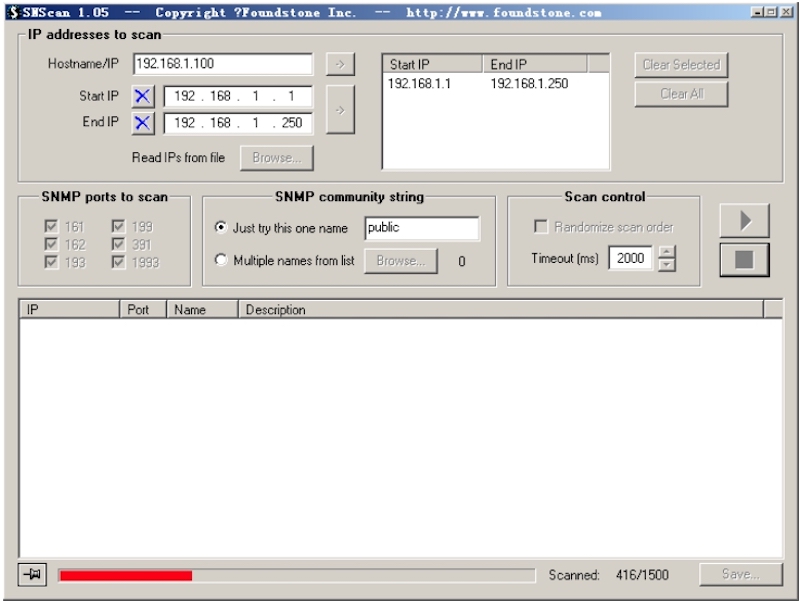 SNScan 1.05 -- Copyright ?Foundstone Inc. -- http://www.foundstone.com
IP addresses to scan
Hostname/IP 192.168.1.100 ->
Start IP 192 . 168 . 1 . 1 ->
End IP 192 . 168 . 1 . 250
Read IPs from file Browse...
Start IP End IP
192.168.1.1 192.168.1.250
Clear Selected
Clear All
SNMP ports to scan
161 199
162 391
193 1993
SNMP community string
Just try this one name public
Multiple names from list Browse... 0
Scan control
Randomize scan order
Timeout (ms) 2000
IP Port Name Description
Scanned: 416/1500 Save...